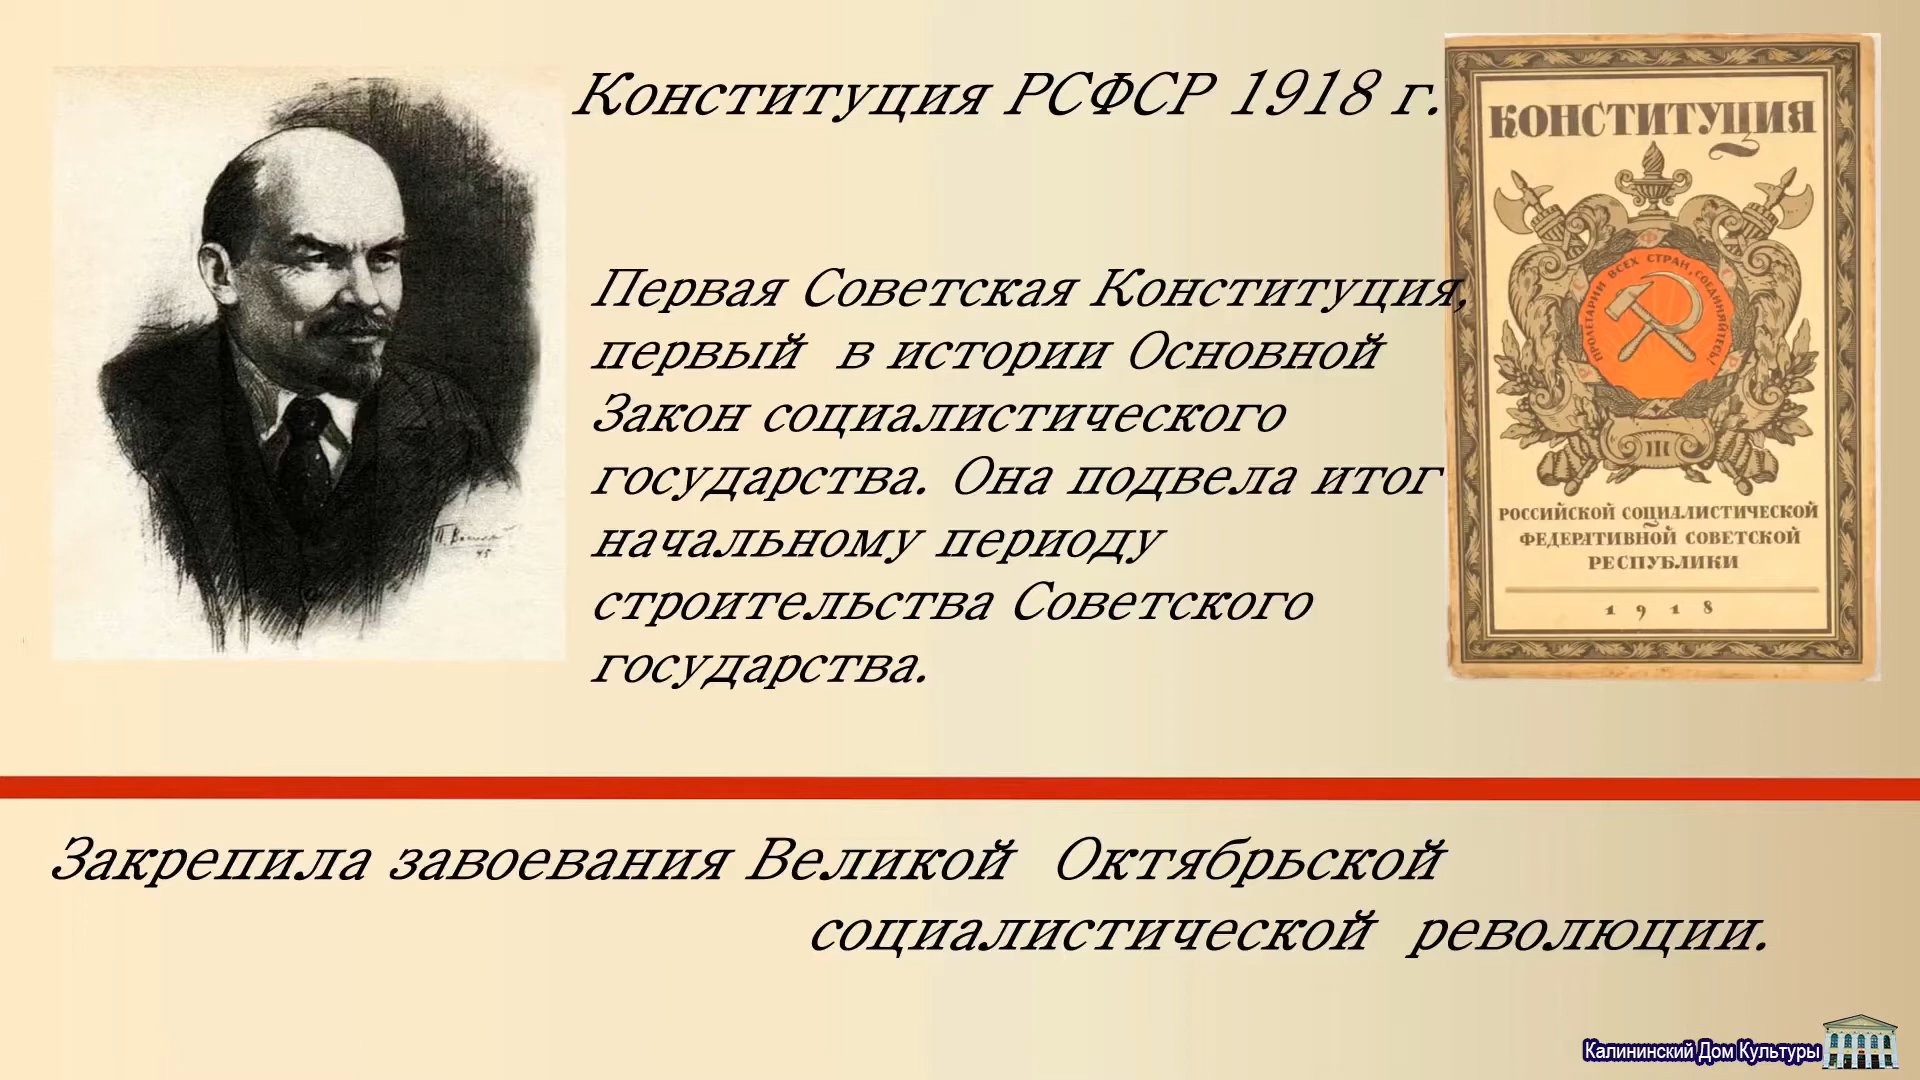 Конституция РСФСР 1918 г.
Первая Советская Конституция,
первый в истории Основной
Закон социалистического
государства. Она подвела итог
начальному периоду
строительства Советского
государства.
КОНСТИТУЦИЯ
ПРОЛЕТАРИИ ВСЕХ СТРАН, СОЕДИНЯЙТЕСЬ!
РОССИЙСКОЙ СОЦИАЛИСТИЧЕСКОЙ
ФЕДЕРАТИВНОЙ СОВЕТСКОЙ
РЕСПУБЛИКИ
1918
Закрепила завоевания Великой Октябрьской
социалистической революции.
Калининский Дом Культуры